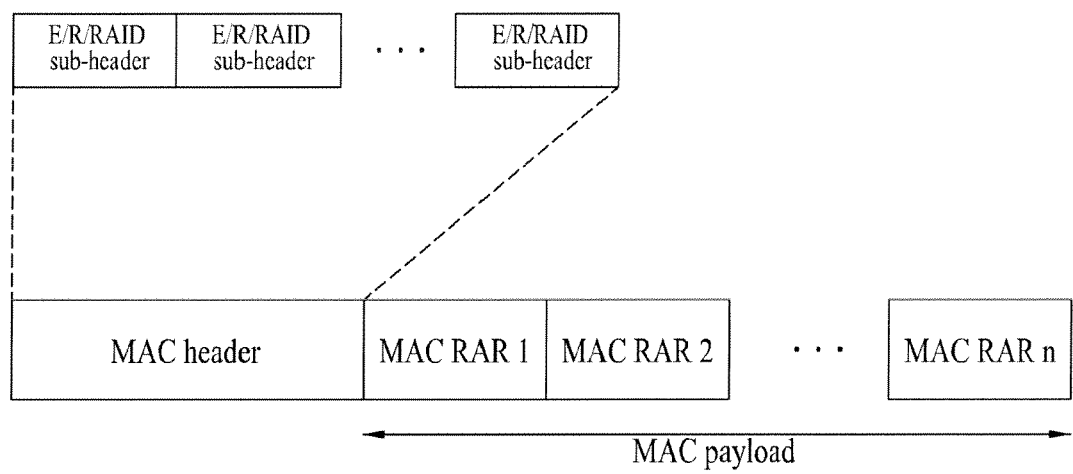 E/R/RAID
sub-header
E/R/RAID
sub-header
· · ·
E/R/RAID
sub-header
MAC header
MAC RAR 1
MAC RAR 2
· · ·
MAC RAR n
MAC payload